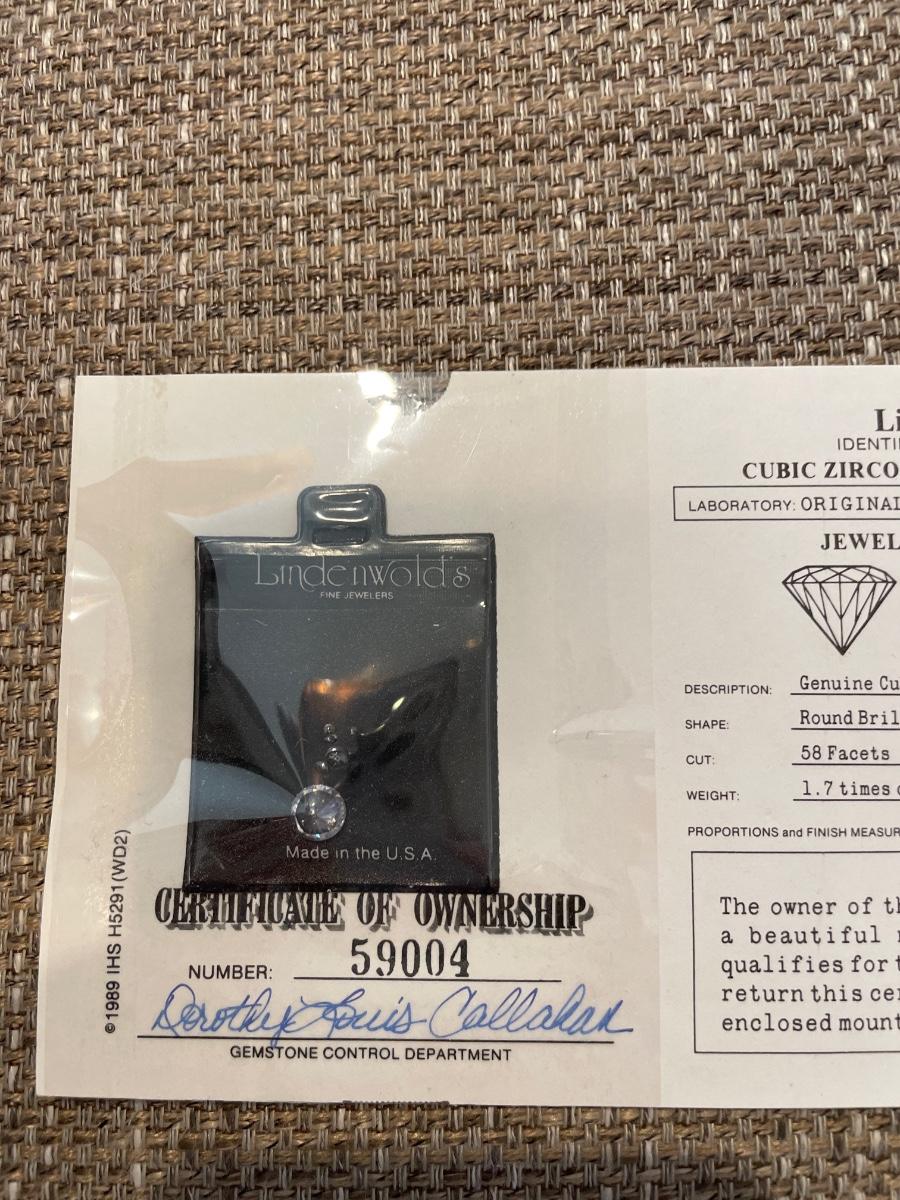 Lindenwold's
FINE JEWELERS
Made in the U.S.A.
CERTIFICATE OF OWNERSHIP
NUMBER: 59004
Dorothy Louis Callahan
GEMSTONE CONTROL DEPARTMENT
©1989 IHS H5291(WD2)
Li
IDENTI
CUBIC ZIRCO
LABORATORY: ORIGINAL
JEWEL
DESCRIPTION: Genuine Cu
SHAPE: Round Bril
CUT: 58 Facets
WEIGHT: 1.7 times
PROPORTIONS and FINISH MEASUR
The owner of th
a beautiful
qualifies for t
return this cer
enclosed mount